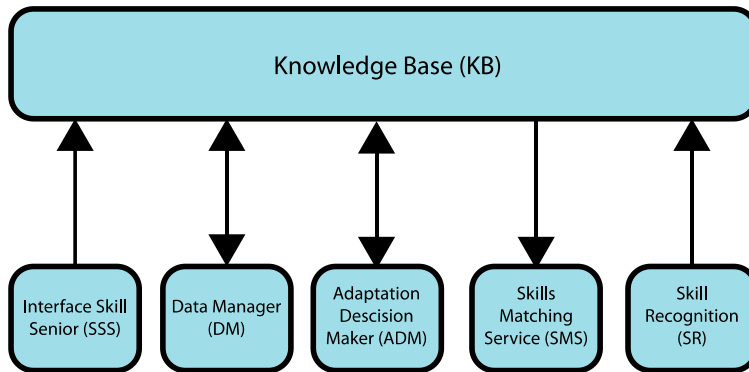 Knowledge Base (KB)
Interface Skill
Senior (SSS)
Data Manager
(DM)
Adaptation
Descision
Maker (ADM)
Skills
Matching
Service (SMS)
Skill
Recognition
(SR)